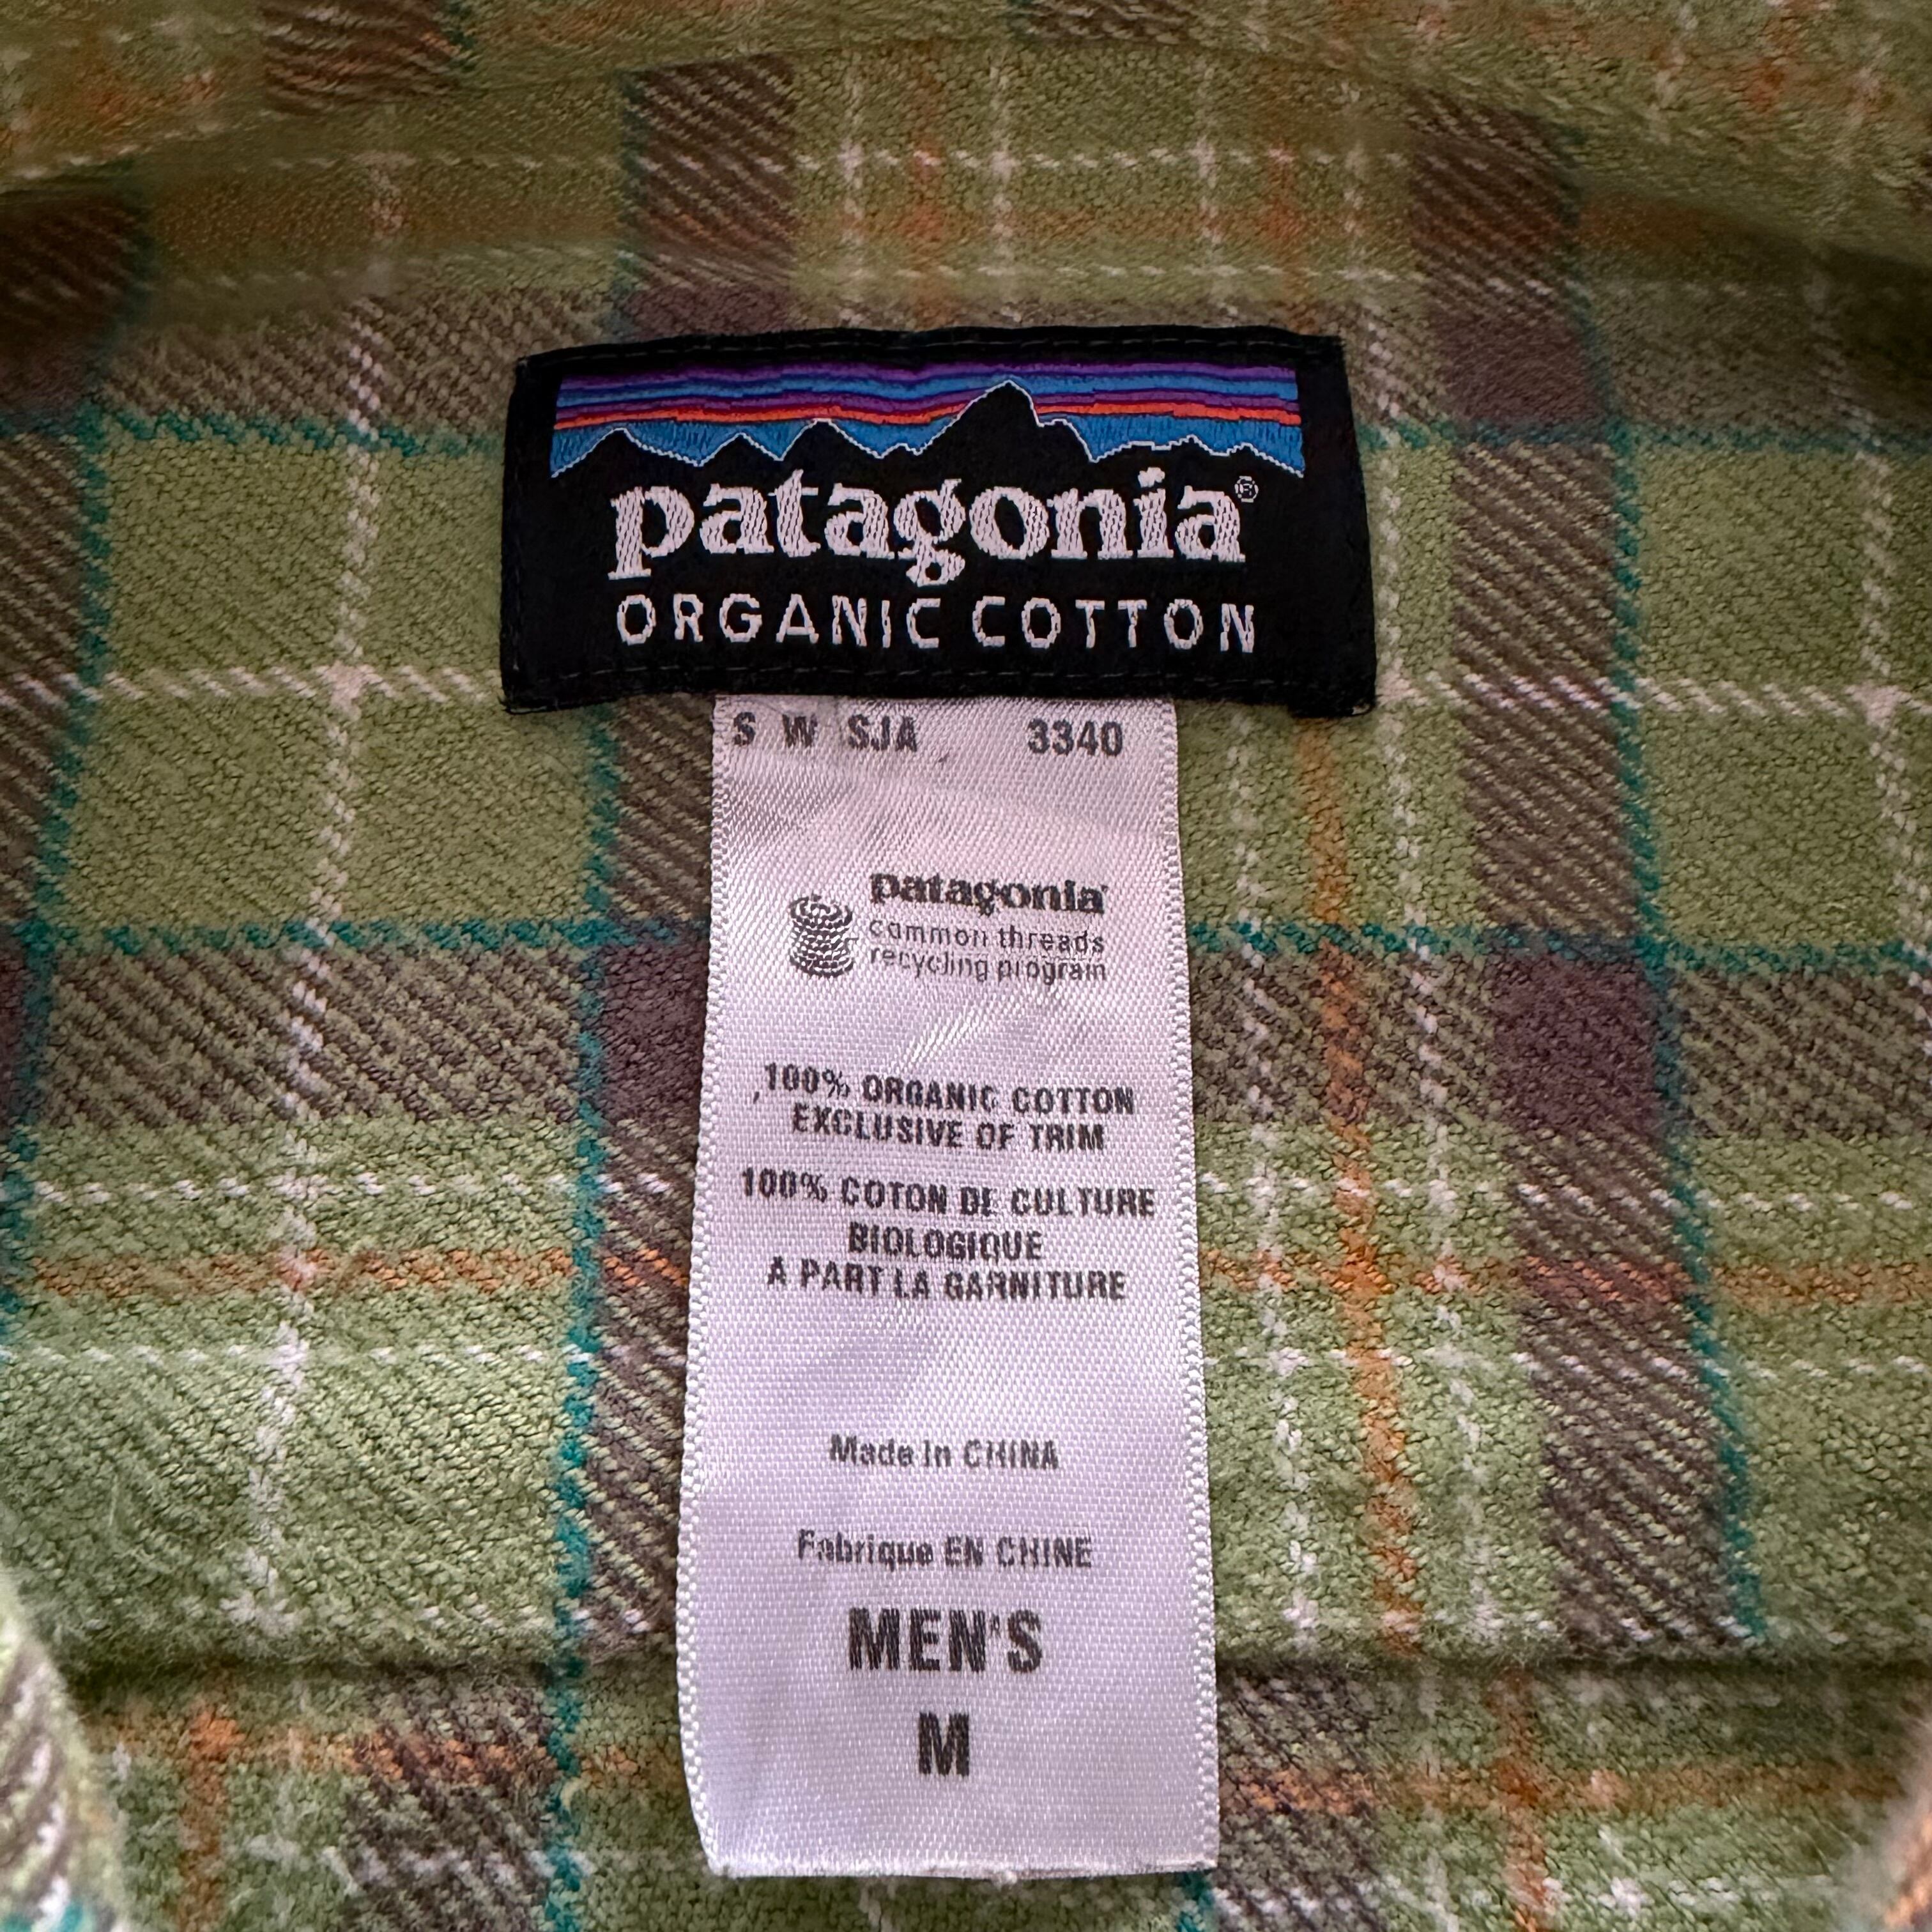 patagonia®
ORGANIC COTTON
S W SJA 3340
patagonia®
common threads
recycling program
100% ORGANIC COTTON
EXCLUSIVE OF TRIM
100% COTON DE CULTURE
BIOLOGIQUE
A PART LA GARNITURE
Made in CHINA
Fabrique EN CHINE
MEN'S
M